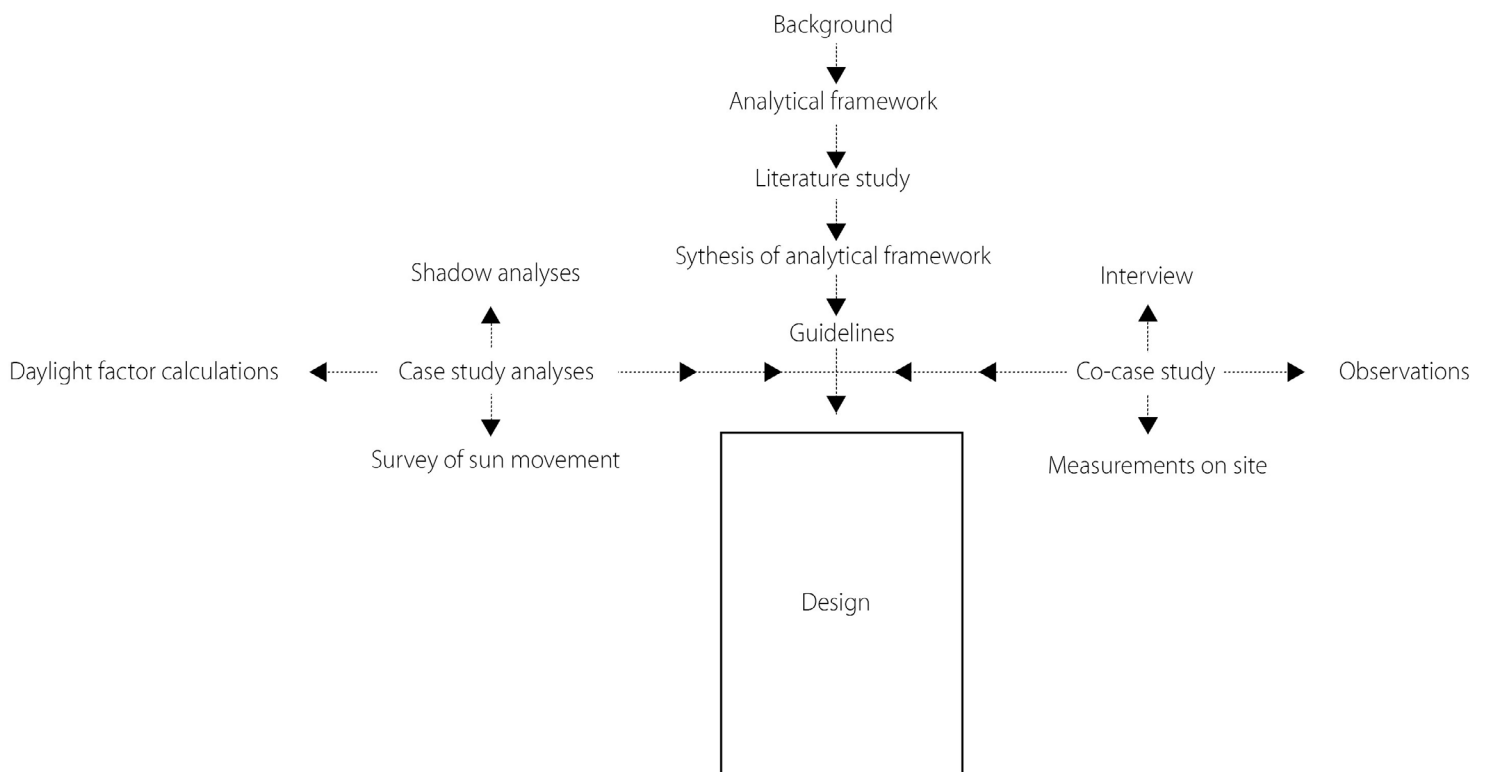 Background
Analytical framework
Literature study
Sythesis of analytical framework
Shadow analyses
Interview
Guidelines
Daylight factor calculations
Case study analyses
Co-case study
Observations
Survey of sun movement
Measurements on site
Design